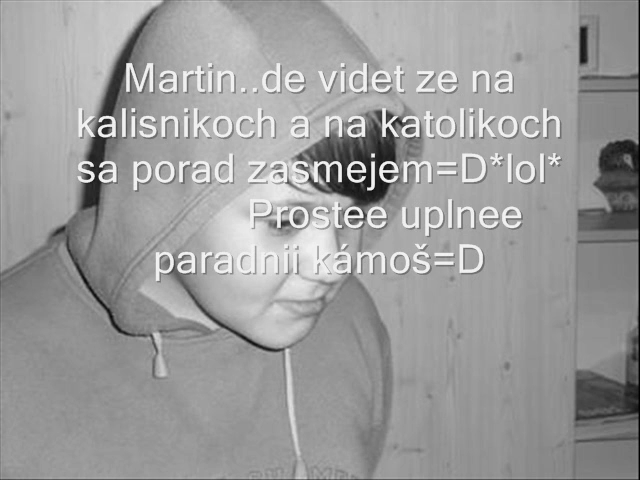 Martin..de videt ze na
kalisnikoch a na katolikoch
sa porad zasmejem=D*lol*
Prostee uplnee
paradnii kámoš=D